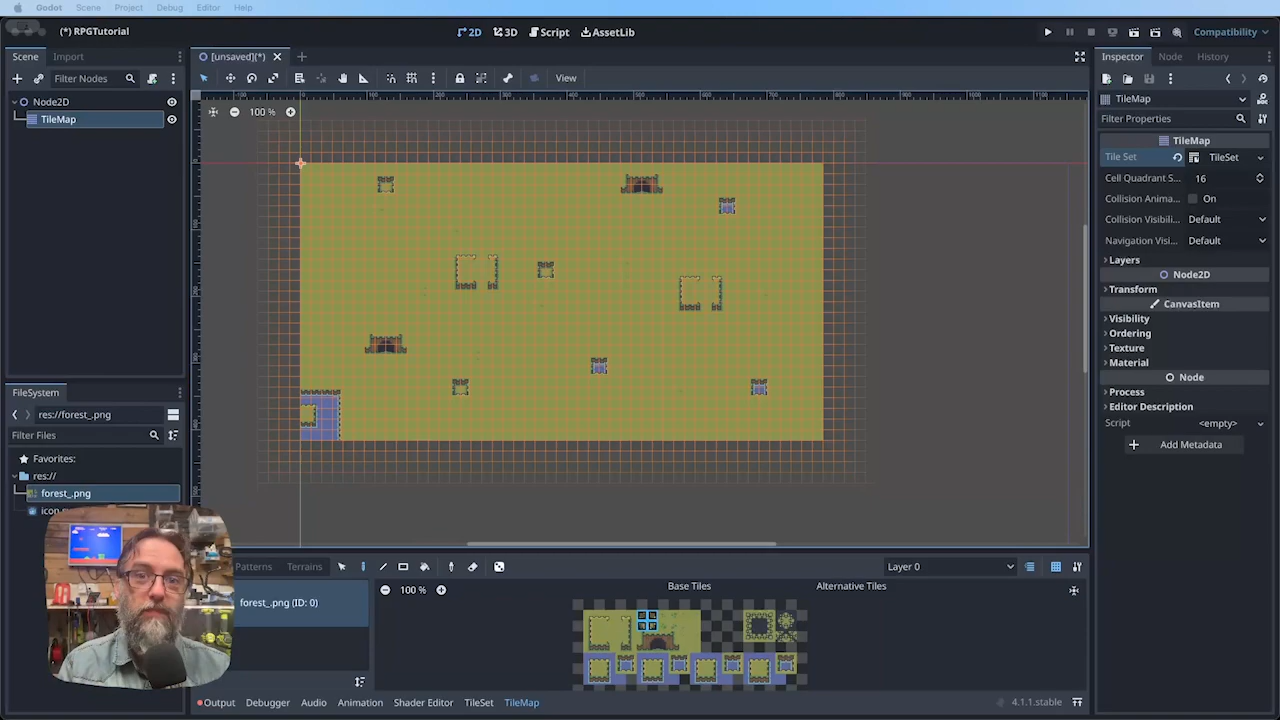 Godot Scene Project Debug Editor Help
(*) RPGTutorial
2D 3D Script AssetLib
Compatibility
Scene Import
[unsaved](*)
Inspector Node History
Filter Nodes
View
Node2D
TileMap
100 %
TileMap
Filter Properties
TileMap
Tile Set TileSet
Cell Quadrant S... 16
Collision Anima... On
Collision Visibili... Default
Navigation Visi... Default
Layers
Node2D
Transform
CanvasItem
Visibility
Ordering
Texture
Material
Node
Process
Editor Description
Script <empty>
Add Metadata
FileSystem
res://forest_.png
Filter Files
Favorites:
res://
forest_.png
Patterns Terrains
Layer 0
forest_.png (ID: 0)
100 %
Base Tiles
Alternative Tiles
Output Debugger Audio Animation Shader Editor TileSet TileMap
4.1.1.stable